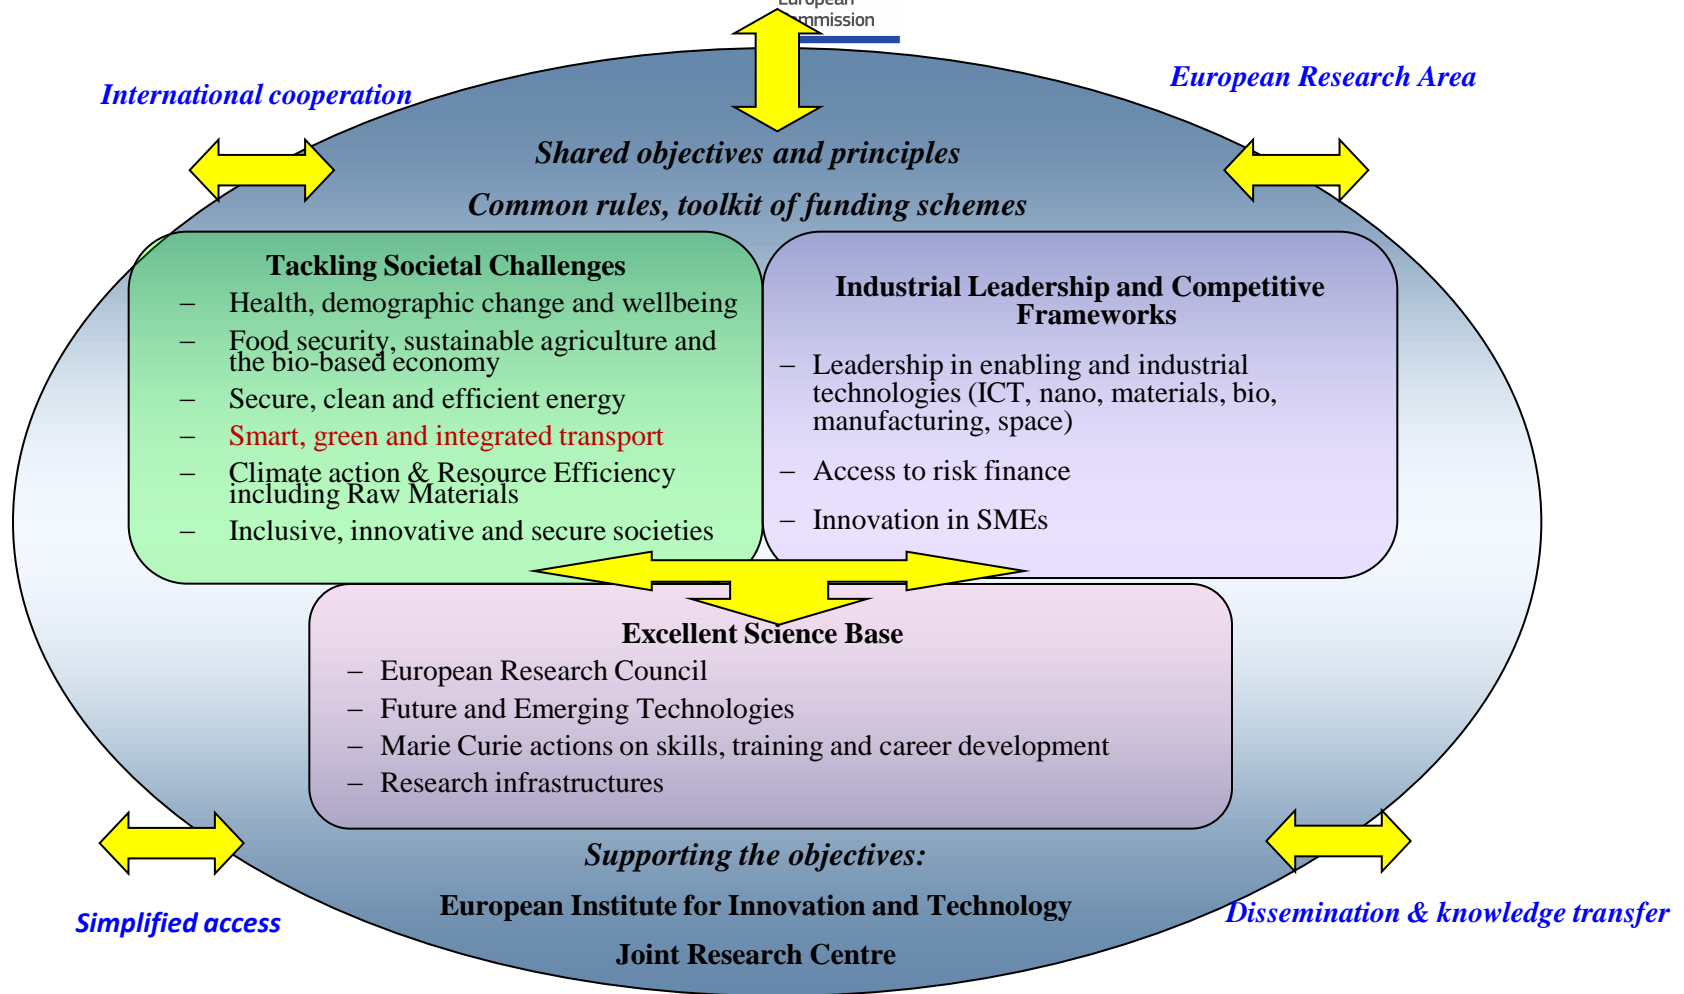 European
Commission
International cooperation
European Research Area
Shared objectives and principles
Common rules, toolkit of funding schemes
Tackling Societal Challenges
– Health, demographic change and wellbeing
– Food security, sustainable agriculture and
the bio-based economy
– Secure, clean and efficient energy
– Smart, green and integrated transport
– Climate action & Resource Efficiency
including Raw Materials
– Inclusive, innovative and secure societies
Industrial Leadership and Competitive
Frameworks
– Leadership in enabling and industrial
technologies (ICT, nano, materials, bio,
manufacturing, space)
– Access to risk finance
– Innovation in SMEs
Excellent Science Base
– European Research Council
– Future and Emerging Technologies
– Marie Curie actions on skills, training and career development
– Research infrastructures
Supporting the objectives:
European Institute for Innovation and Technology
Joint Research Centre
Simplified access
Dissemination & knowledge transfer